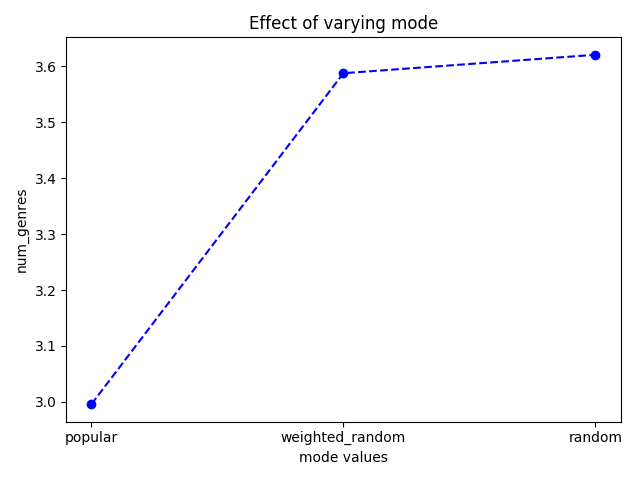 Effect of varying mode
num_genres
3.6
3.5
3.4
3.3
3.2
3.1
3.0
popular weighted_random random
mode values